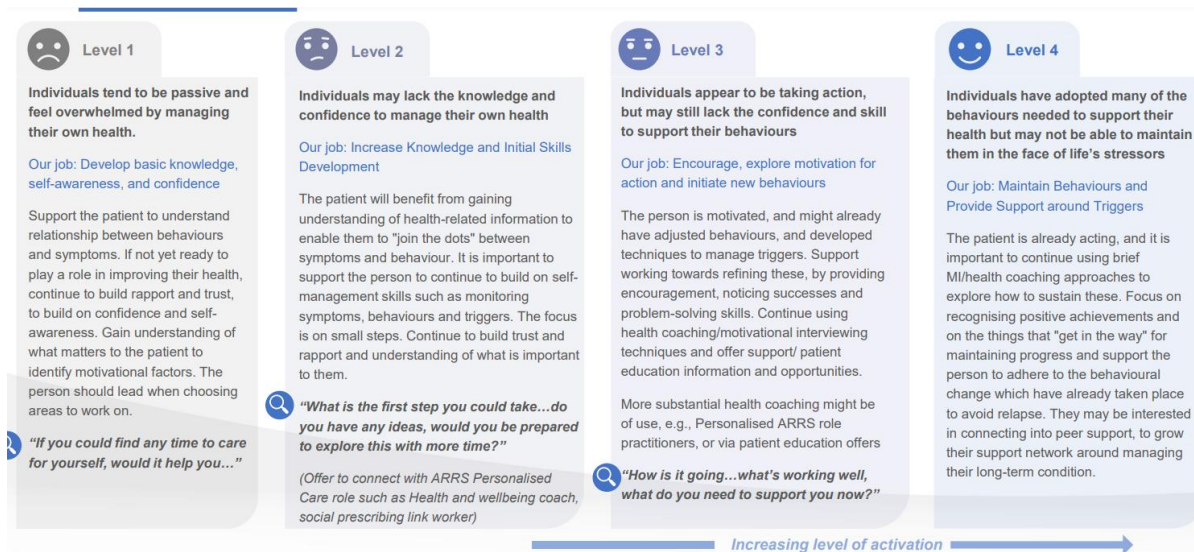 Level 1
Individuals tend to be passive and
feel overwhelmed by managing
their own health.
Our job: Develop basic knowledge,
self-awareness, and confidence
Support the patient to understand
relationship between behaviours
and symptoms. If not yet ready to
play a role in improving their health,
continue to build rapport and trust,
to build on confidence and self-
awareness. Gain understanding of
what matters to the patient to
identify motivational factors. The
person should lead when choosing
areas to work on.
“If you could find any time to care
for yourself, would it help you…”
Level 2
Individuals may lack the knowledge and
confidence to manage their own health
Our job: Increase Knowledge and Initial Skills
Development
The patient will benefit from gaining
understanding of health-related information to
enable them to "join the dots" between
symptoms and behaviour. It is important to
support the person to continue to build on self-
management skills such as monitoring
symptoms, behaviours and triggers. The focus
is on small steps. Continue to build trust and
rapport and understanding of what is important
to them.
“What is the first step you could take…do
you have any ideas, would you be prepared
to explore this with more time?”
(Offer to connect with ARRS Personalised
Care role such as Health and wellbeing coach,
social prescribing link worker)
Level 3
Individuals appear to be taking action,
but may still lack the confidence and skill
to support their behaviours
Our job: Encourage, explore motivation for
action and initiate new behaviours
The person is motivated, and might already
have adjusted behaviours, and developed
techniques to manage triggers. Support
working towards refining these, by providing
encouragement, noticing successes and
problem-solving skills. Continue using
health coaching/motivational interviewing
techniques and offer support/ patient
education information and opportunities.
More substantial health coaching might be
of use, e.g., Personalised ARRS role
practitioners, or via patient education offers
“How is it going…what’s working well,
what do you need to support you now?”
Level 4
Individuals have adopted many of the
behaviours needed to support their
health but may not be able to maintain
them in the face of life’s stressors
Our job: Maintain Behaviours and
Provide Support around Triggers
The patient is already acting, and it is
important to continue using brief
MI/health coaching approaches to
explore how to sustain these. Focus on
recognising positive achievements and
on the things that "get in the way" for
maintaining progress and support the
person to adhere to the behavioural
change which have already taken place
to avoid relapse. They may be interested
in connecting into peer support, to grow
their support network around managing
their long-term condition.
Increasing level of activation